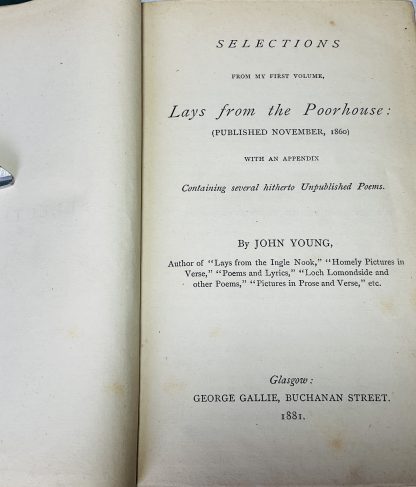 SELECTIONS
FROM MY FIRST VOLUME,
Lays from the Poorhouse:
(PUBLISHED NOVEMBER, 1860)
WITH AN APPENDIX
Containing several hitherto Unpublished Poems.
By JOHN YOUNG,
Author of "Lays from the Ingle Nook," "Homely Pictures in
Verse," "Poems and Lyrics," "Loch Lomondside and
other Poems," "Pictures in Prose and Verse," etc.
Glasgow:
GEORGE GALLIE, BUCHANAN STREET.
1881.